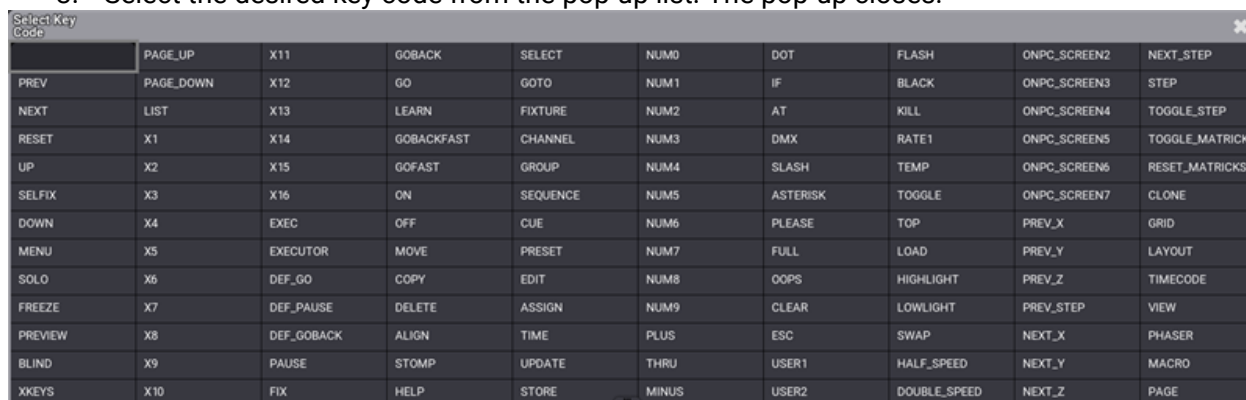 Select the desired key code from the pop-up list. The pop-up closes.
Select Key
Code
PAGE_UP X11 GOBACK SELECT NUM0 DOT FLASH ONPC_SCREEN2 NEXT_STEP
PREV PAGE_DOWN X12 GO GOTO NUM1 IF BLACK ONPC_SCREEN3 STEP
NEXT LIST X13 LEARN FIXTURE NUM2 AT KILL ONPC_SCREEN4 TOGGLE_STEP
RESET X1 X14 GOBACKFAST CHANNEL NUM3 DMX RATE1 ONPC_SCREEN5 TOGGLE_MATRICK
UP X2 X15 GOFAST GROUP NUM4 SLASH TEMP ONPC_SCREEN6 RESET_MATRICKS
SELFIX X3 X16 ON SEQUENCE NUM5 ASTERISK TOGGLE ONPC_SCREEN7 CLONE
DOWN X4 EXEC OFF CUE NUM6 PLEASE TOP PREV_X GRID
MENU X5 EXECUTOR MOVE PRESET NUM7 FULL LOAD PREV_Y LAYOUT
SOLO X6 DEF_GO COPY EDIT NUM8 OOPS HIGHLIGHT PREV_Z TIMECODE
FREEZE X7 DEF_PAUSE DELETE ASSIGN NUM9 CLEAR LOWLIGHT PREV_STEP VIEW
PREVIEW X8 DEF_GOBACK ALIGN TIME PLUS ESC SWAP NEXT_X PHASER
BLIND X9 PAUSE STOMP UPDATE THRU USER1 HALF_SPEED NEXT_Y MACRO
XKEYS X10 FIX HELP STORE MINUS USER2 DOUBLE_SPEED NEXT_Z PAGE